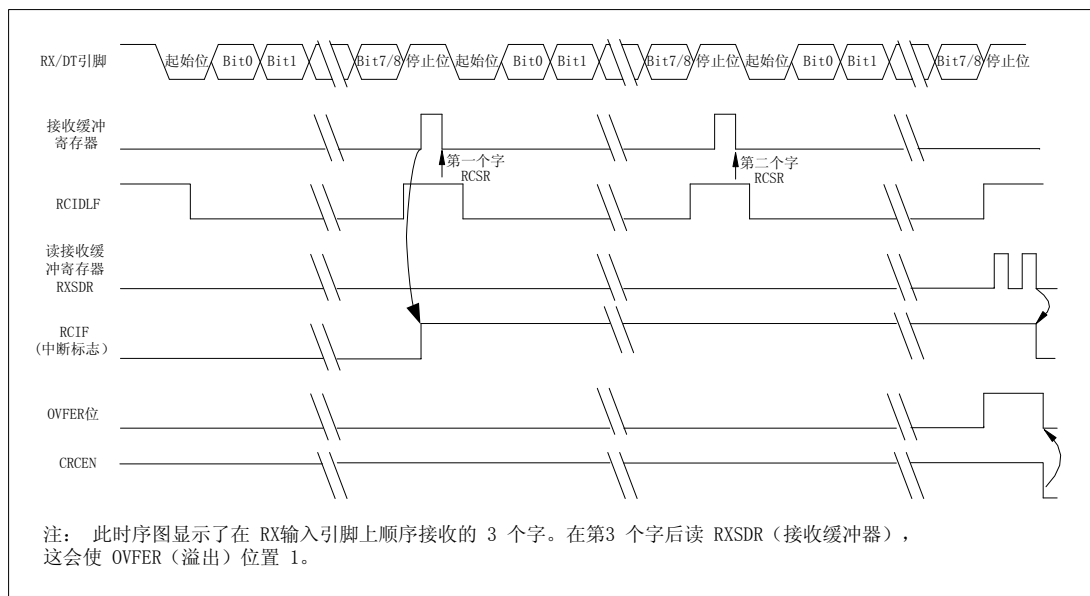 RX/DT引脚 起始位 Bit0 Bit1 Bit7/8 停止位 起始位 Bit0 Bit1 Bit7/8 停止位 起始位 Bit0 Bit1 Bit7/8 停止位
接收缓冲
寄存器
第一个字
RCSR
第二个字
RCSR
RCIDLF
读接收缓
冲寄存器
RXSDR
RCIF
(中断标志)
OVFER位
CRCEN
注: 此时序图显示了在 RX输入引脚上顺序接收的 3 个字。在第3 个字后读 RXSDR(接收缓冲器),
这会使 OVFER(溢出)位置 1。